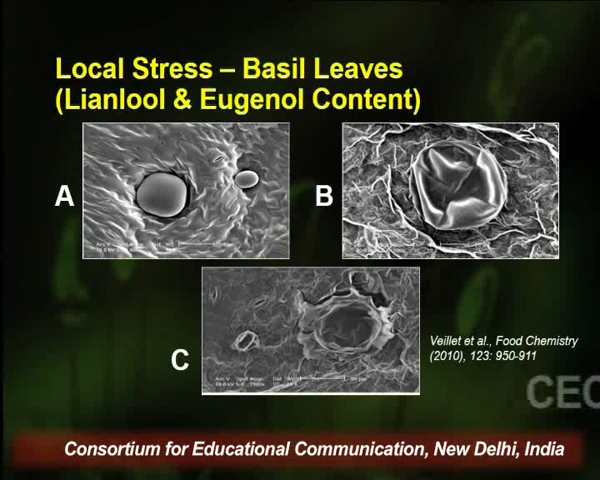 Local Stress – Basil Leaves
(Lianlool & Eugenol Content)
A
B
C
Veillet et al., Food Chemistry
(2010), 123: 950-911
CEC
Consortium for Educational Communication, New Delhi, India